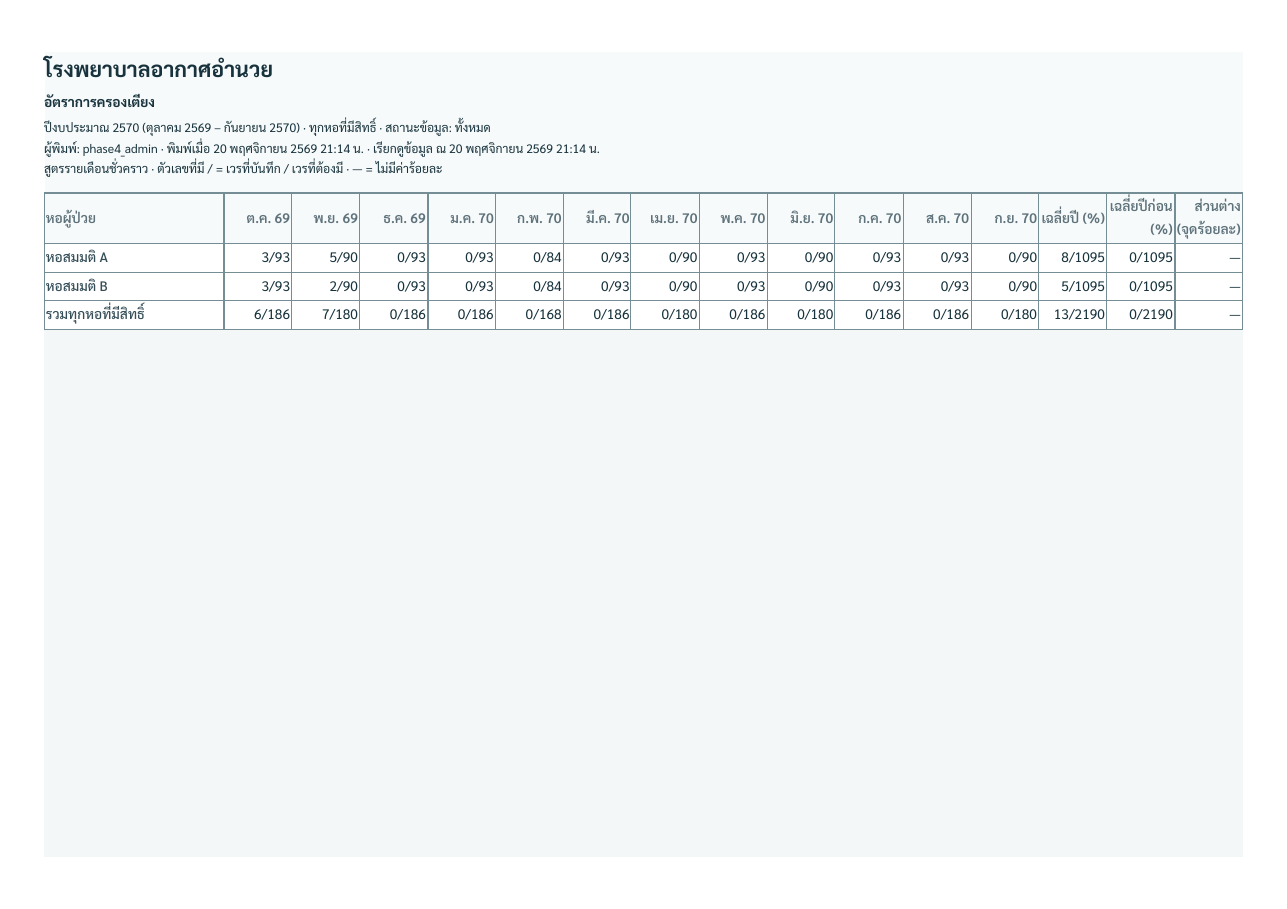 โรงพยาบาลอากาศอำนวย
อัตราการครองเตียง
ปีงบประมาณ 2570 (ตุลาคม 2569 – กันยายน 2570) · ทุกหอที่มีสิทธิ์ · สถานะข้อมูล: ทั้งหมด
ผู้พิมพ์: phase4_admin · พิมพ์เมื่อ 20 พฤศจิกายน 2569 21:14 น. · เรียกดูข้อมูล ณ 20 พฤศจิกายน 2569 21:14 น.
สูตรรายเดือนชั่วคราว · ตัวเลขที่มี / = เวรที่บันทึก / เวรที่ต้องมี · — = ไม่มีค่าร้อยละ
หอผู้ป่วย ต.ค. 69 พ.ย. 69 ธ.ค. 69 ม.ค. 70 ก.พ. 70 มี.ค. 70 เม.ย. 70 พ.ค. 70 มิ.ย. 70 ก.ค. 70 ส.ค. 70 ก.ย. 70 เฉลี่ยปี (%) เฉลี่ยปีก่อน (%) ส่วนต่าง (จุดร้อยละ)
หอสมมติ A 3/93 5/90 0/93 0/93 0/84 0/93 0/90 0/93 0/90 0/93 0/93 0/90 8/1095 0/1095 —
หอสมมติ B 3/93 2/90 0/93 0/93 0/84 0/93 0/90 0/93 0/90 0/93 0/93 0/90 5/1095 0/1095 —
รวมทุกหอที่มีสิทธิ์ 6/186 7/180 0/186 0/186 0/168 0/186 0/180 0/186 0/180 0/186 0/186 0/180 13/2190 0/2190 —